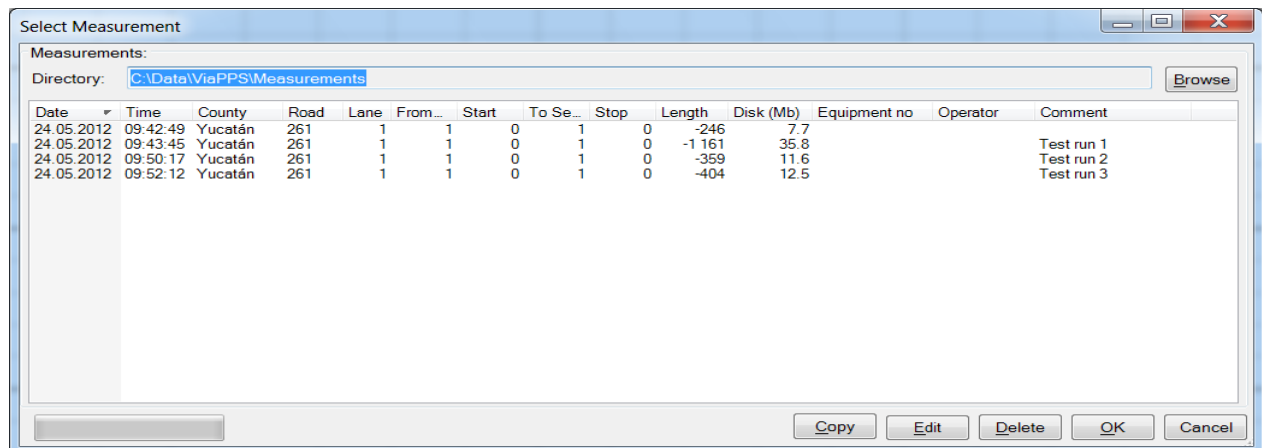 Select Measurement
Measurements:
Directory: C:\Data\ViaPPS\Measurements Browse
Date Time County Road Lane From... Start To Se... Stop Length Disk (Mb) Equipment no Operator Comment
24.05.2012 09:42:49 Yucatán 261 1 1 0 1 0 -246 7.7
24.05.2012 09:43:45 Yucatán 261 1 1 0 1 0 -1 161 35.8 Test run 1
24.05.2012 09:50:17 Yucatán 261 1 1 0 1 0 -359 11.6 Test run 2
24.05.2012 09:52:12 Yucatán 261 1 1 0 1 0 -404 12.5 Test run 3
Copy Edit Delete OK Cancel